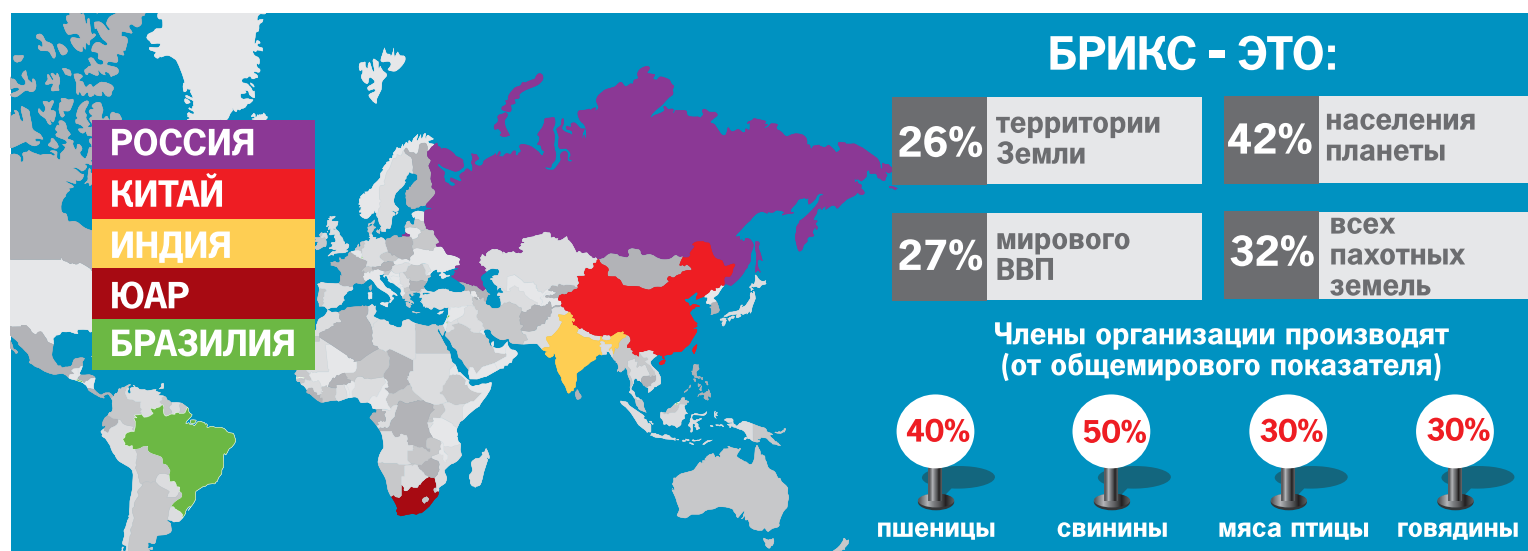 РОССИЯ
КИТАЙ
ИНДИЯ
ЮАР
БРАЗИЛИЯ
БРИКС - ЭТО:
26%
территории
Земли
42%
населения
планеты
27%
мирового
ВВП
32%
всех
пахотных
земель
Члены организации производят
(от общемирового показателя)
40%
50%
30%
30%
пшеницы
свинины
мяса птицы
говядины